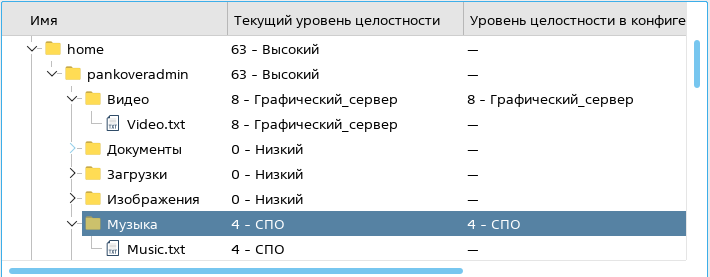 Имя Текущий уровень целостности Уровень целостности в конфиге
home 63 – Высокий —
pankoveradmin 63 – Высокий —
Видео 8 – Графический_сервер 8 – Графический_сервер
Video.txt 8 – Графический_сервер —
Документы 0 – Низкий —
Загрузки 0 – Низкий —
Изображения 0 – Низкий —
Музыка 4 – СПО 4 – СПО
Music.txt 4 – СПО —